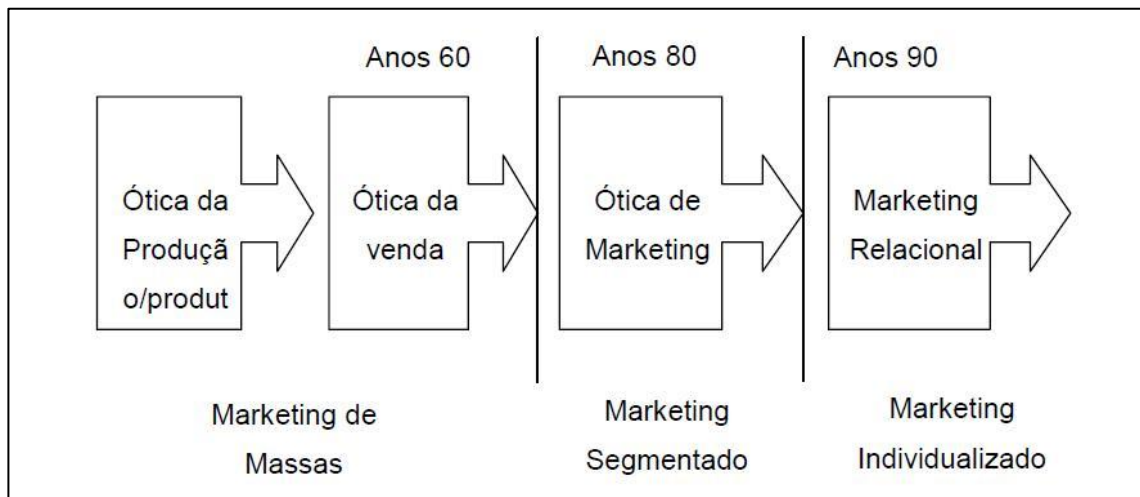 Anos 60
Anos 80
Anos 90
Ótica da
Produçã
o/produt
Ótica da
venda
Ótica de
Marketing
Marketing
Relacional
Marketing de
Massas
Marketing
Segmentado
Marketing
Individualizado